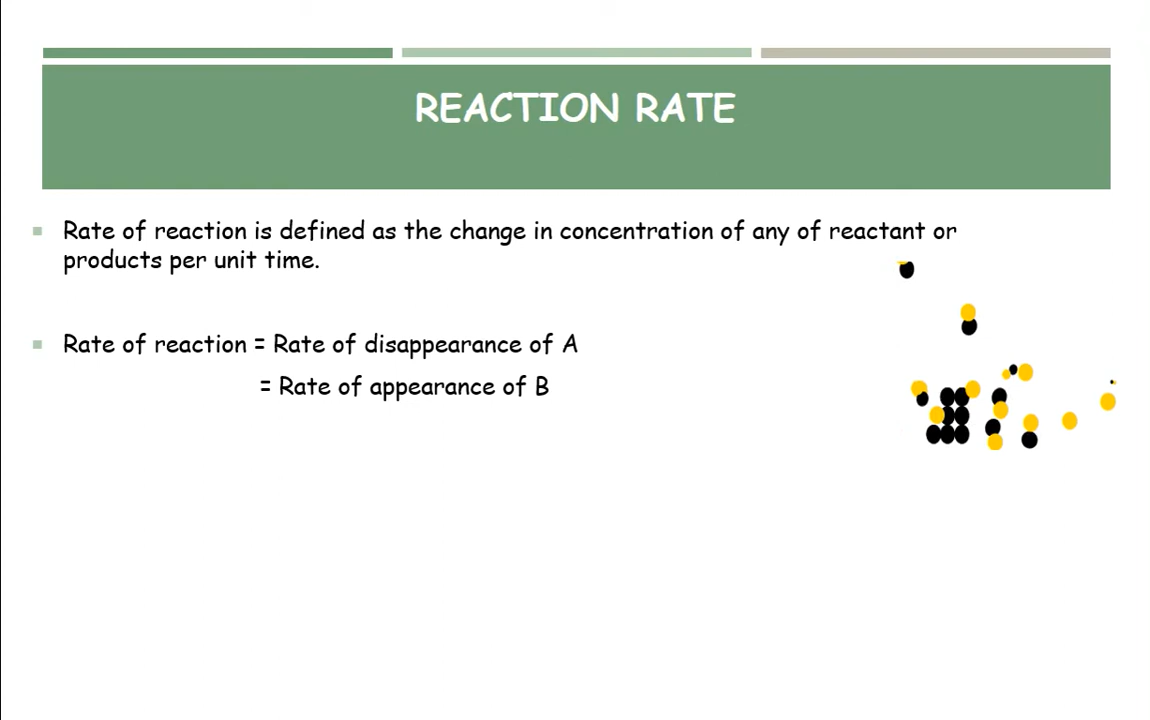 REACTION RATE
Rate of reaction is defined as the change in concentration of any of reactant or
products per unit time.
Rate of reaction = Rate of disappearance of A
= Rate of appearance of B